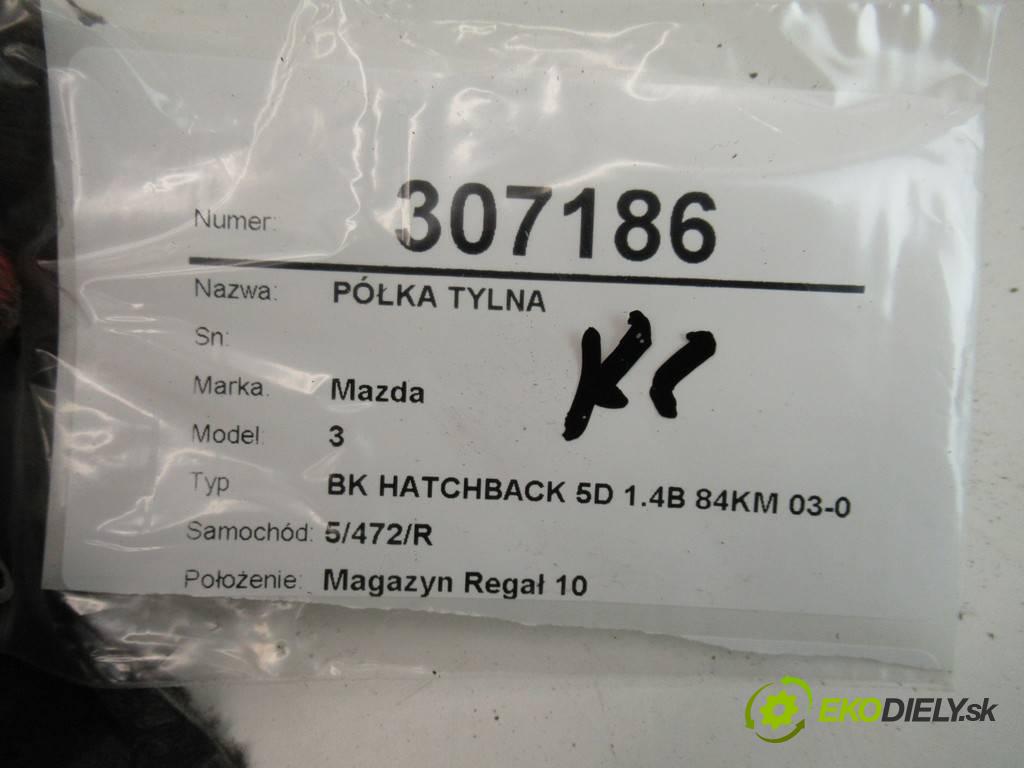 Numer: 307186
Nazwa: PÓŁKA TYLNA
Sn:
Marka: Mazda
Model: 3
Typ BK HATCHBACK 5D 1.4B 84KM 03-0
Samochód: 5/472/R
Położenie: Magazyn Regał 10
EKODIELY.sk